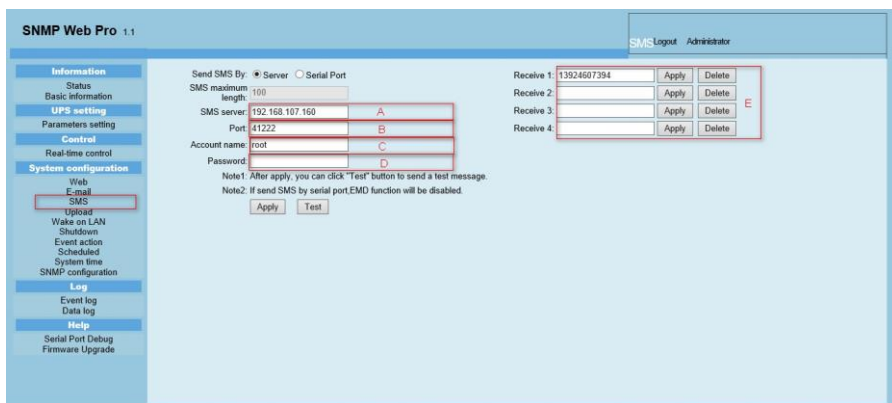 SNMP Web Pro 1.1
SMS Logout Administrator
Information
Status
Basic information
UPS setting
Parameters setting
Control
Real-time control
System configuration
Web
E-mail
SMS
Upload
Wake on LAN
Shutdown
Event action
Scheduled
System time
SNMP configuration
Log
Event log
Data log
Help
Serial Port Debug
Firmware Upgrade
Send SMS By: Server Serial Port
SMS maximum length: 100
SMS server: 192.168.107.160 A
Port: 41222 B
Account name: root C
Password: D
Note1: After apply, you can click "Test" button to send a test message.
Note2: If send SMS by serial port,EMD function will be disabled.
Apply Test
Receive 1: 13924607394 Apply Delete
Receive 2: Apply Delete
Receive 3: Apply Delete
Receive 4: Apply Delete
E